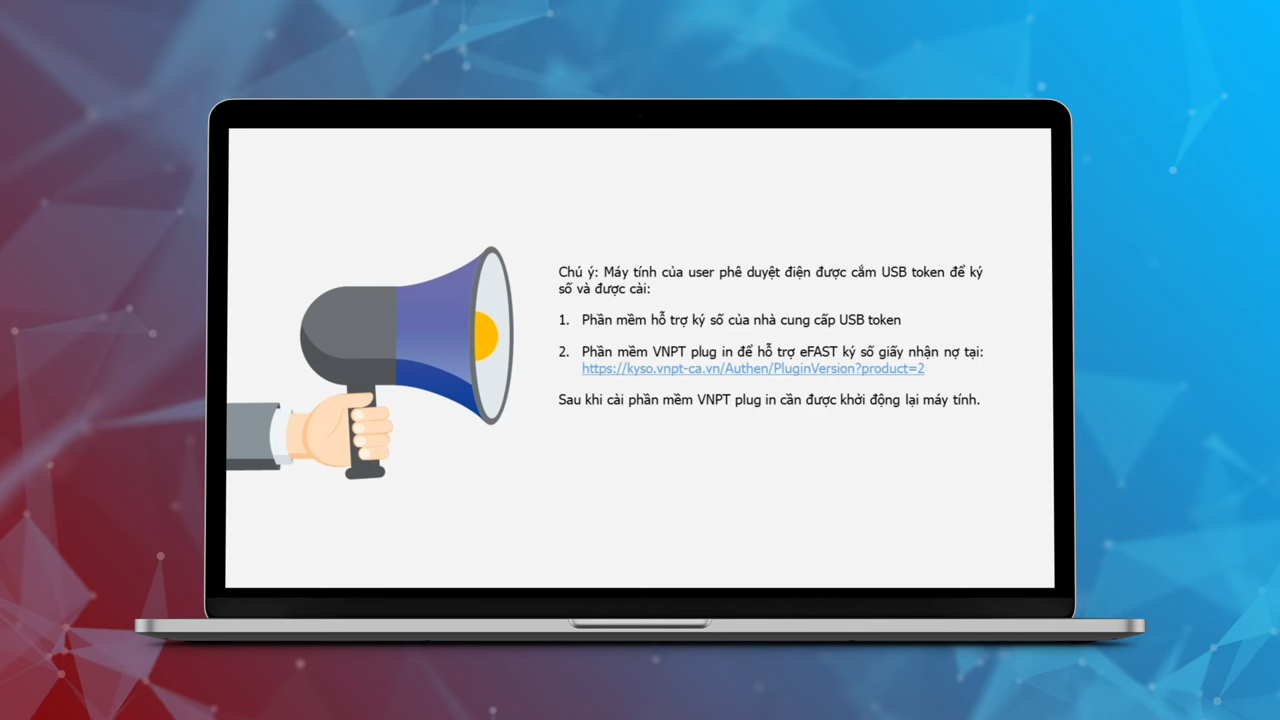 Chú ý: Máy tính của user phê duyệt điện được cắm USB token để ký
số và được cài:
1. Phần mềm hỗ trợ ký số của nhà cung cấp USB token
2. Phần mềm VNPT plug in để hỗ trợ eFAST ký số giấy nhận nợ tại:
https://kyso.vnpt-ca.vn/Authen/PluginVersion?product=2
Sau khi cài phần mềm VNPT plug in cần được khởi động lại máy tính.